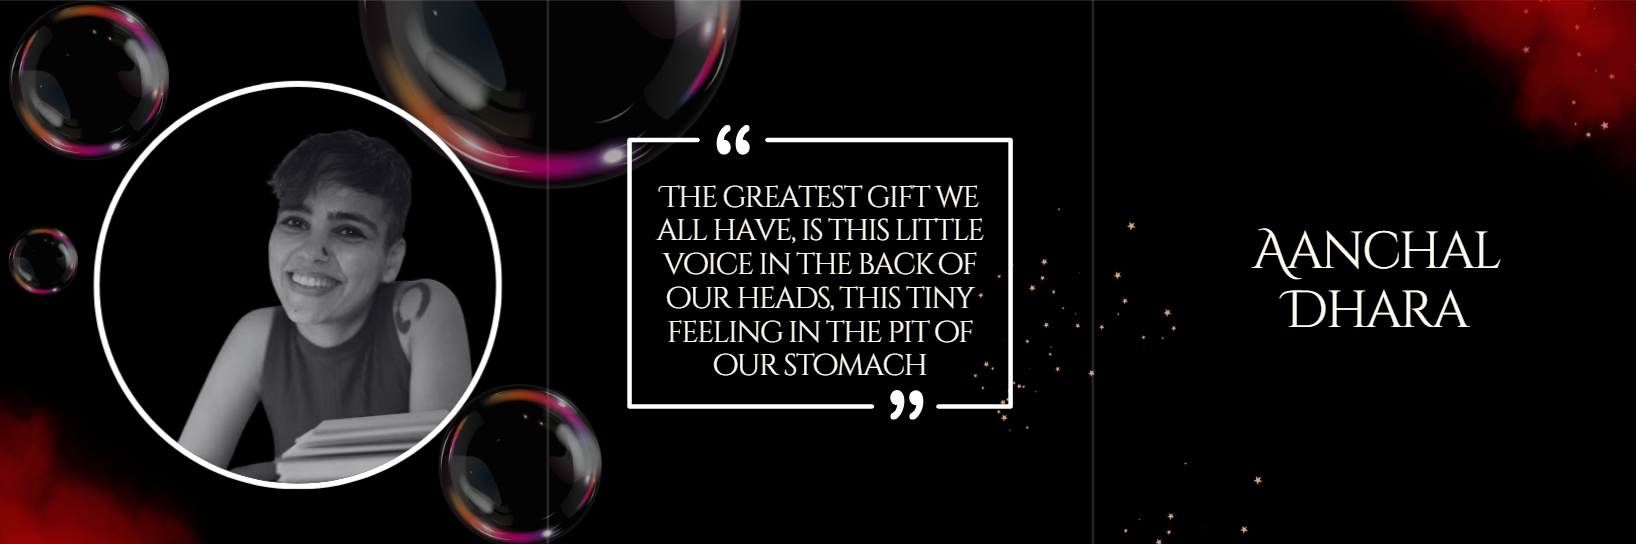 “
THE GREATEST GIFT WE
ALL HAVE, IS THIS LITTLE
VOICE IN THE BACK OF
OUR HEADS, THIS TINY
FEELING IN THE PIT OF
OUR STOMACH
”
AANCHAL
DHARA